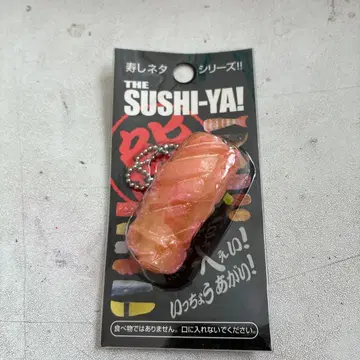 寿しネタ シリーズ!!
THE
SUSHI-YA!
へぇい!
いっちょうあがり!
食べ物ではありません。口に入れないでください。